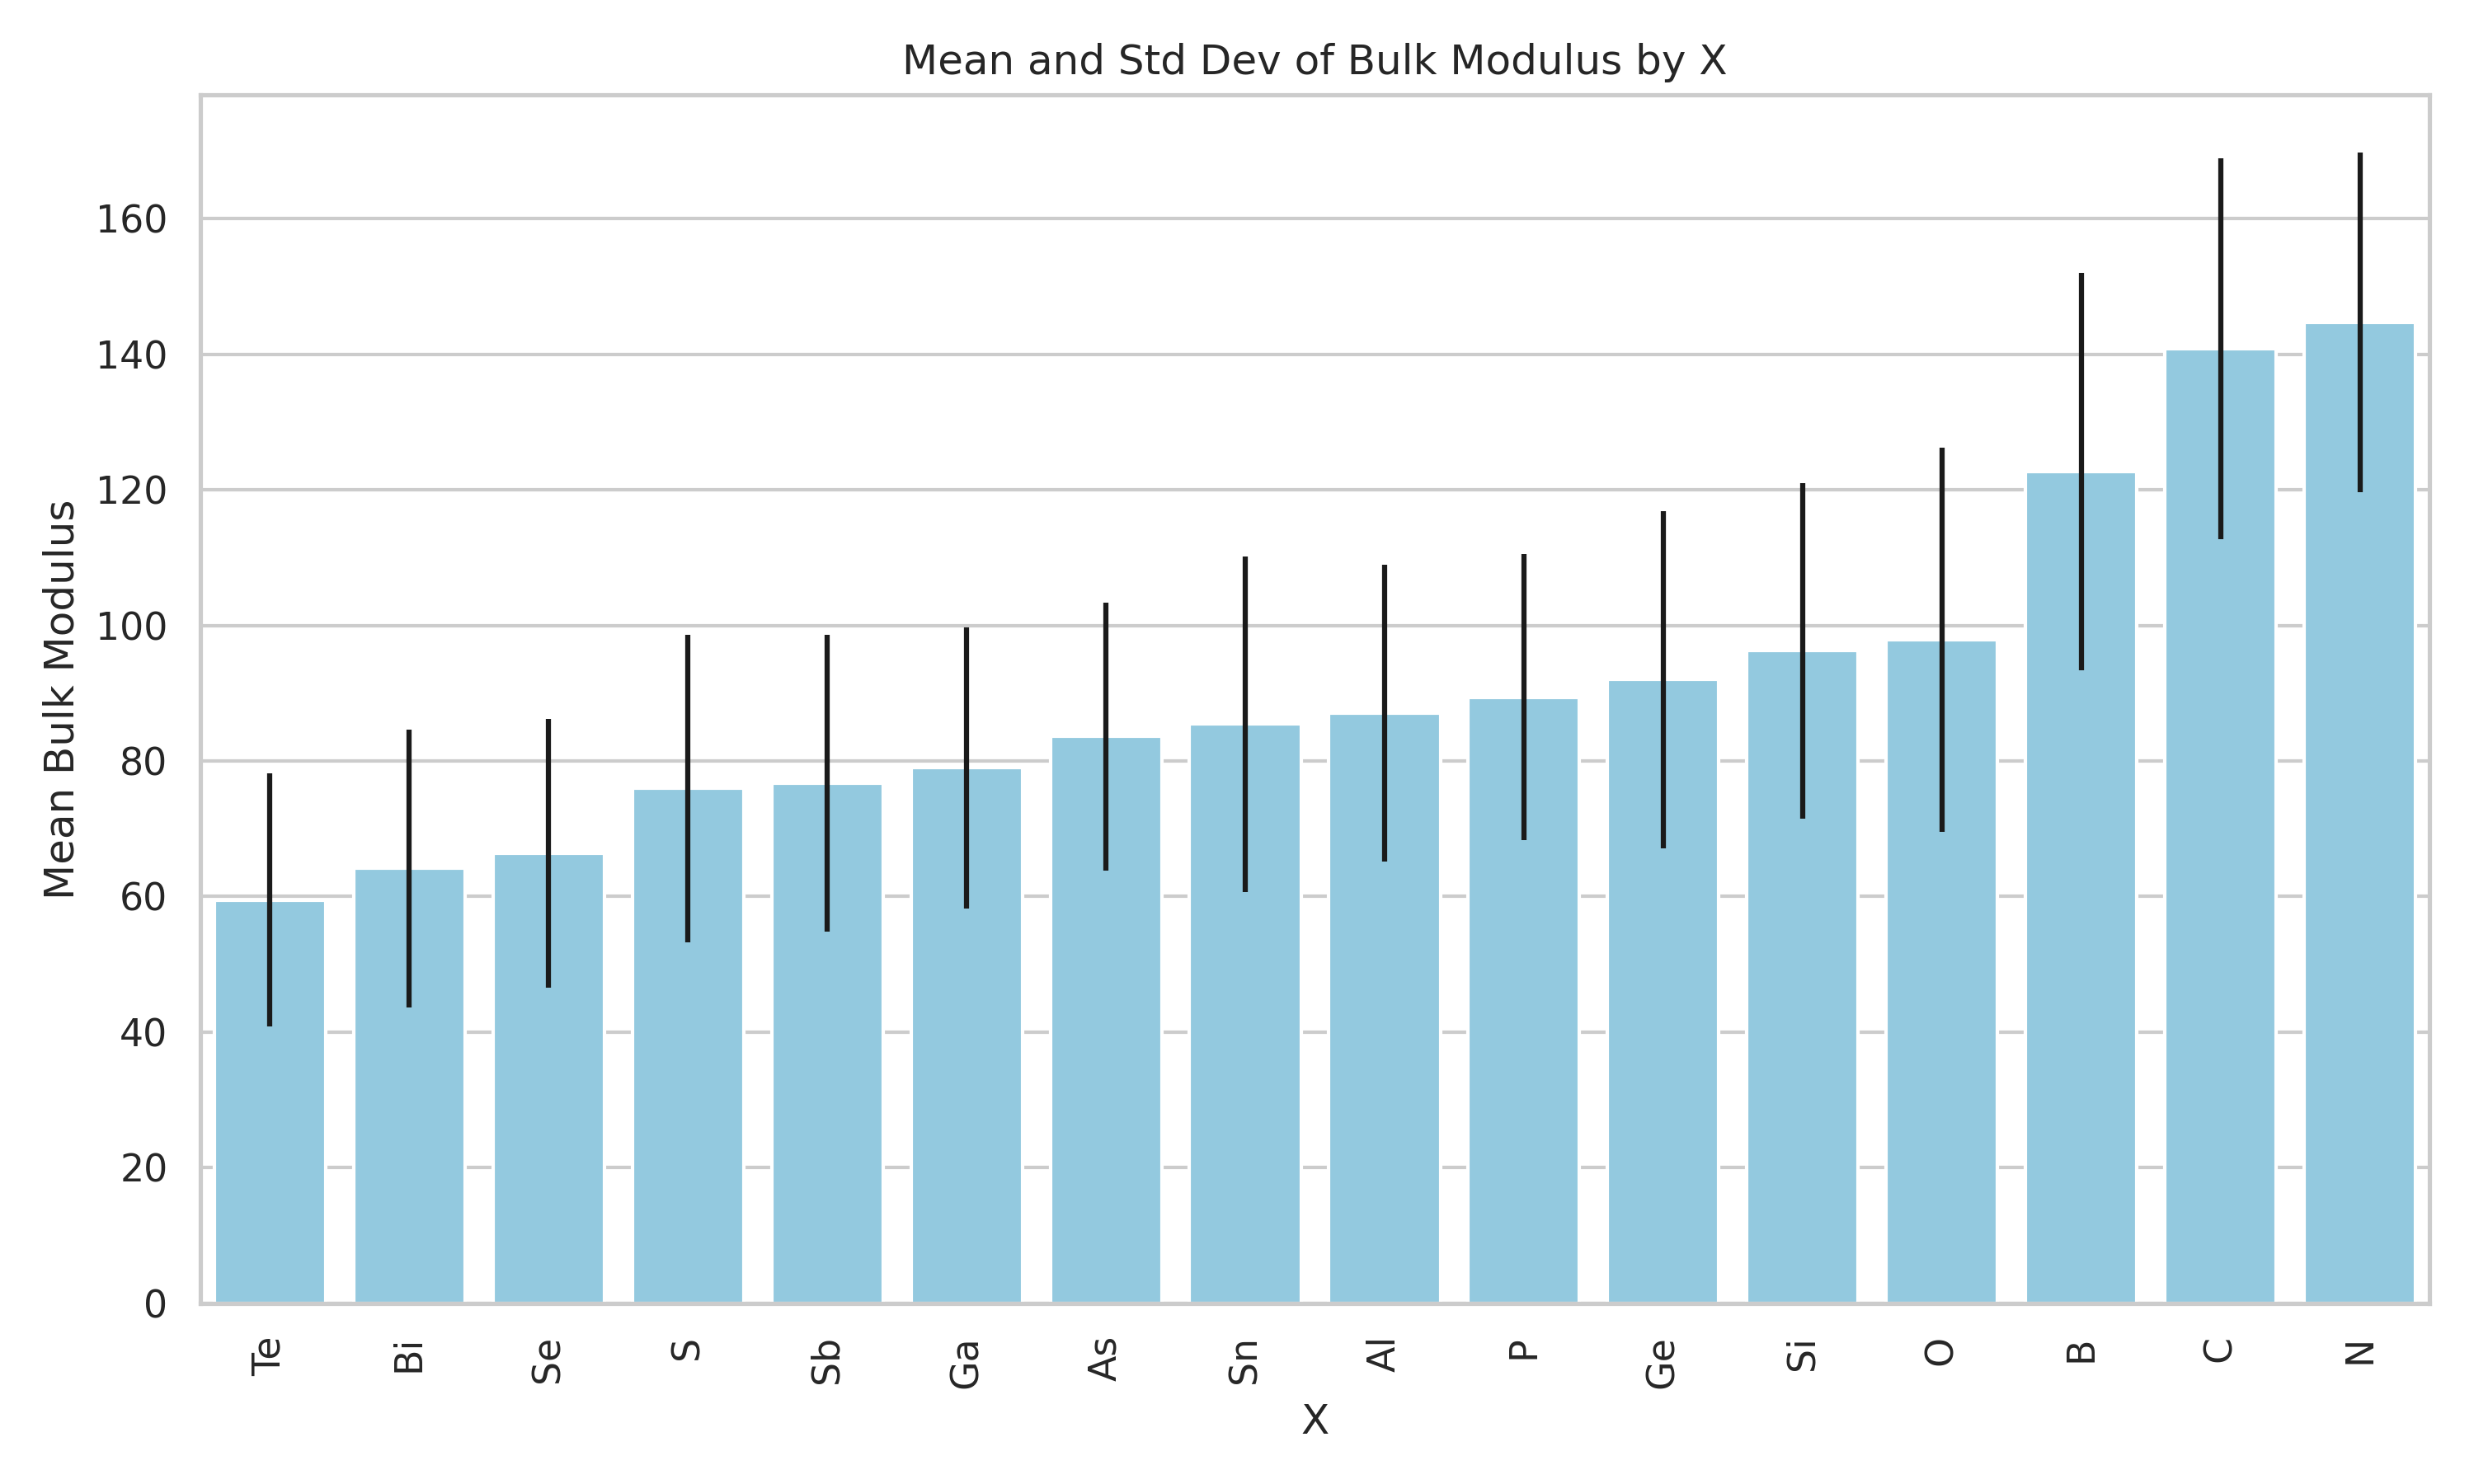 Mean and Std Dev of Bulk Modulus by X
Mean Bulk Modulus
160
140
120
100
80
60
40
20
0
Te
Bi
Se
S
Sb
Ga
As
Sn
Al
P
Ge
Si
O
B
C
N
X